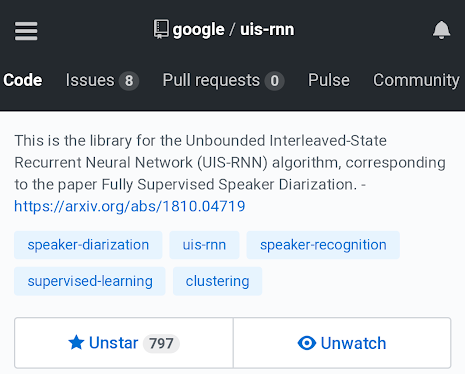 google / uis-rnn
Code Issues 8 Pull requests 0 Pulse Community
This is the library for the Unbounded Interleaved-State
Recurrent Neural Network (UIS-RNN) algorithm, corresponding
to the paper Fully Supervised Speaker Diarization. -
https://arxiv.org/abs/1810.04719
speaker-diarization uis-rnn speaker-recognition
supervised-learning clustering
Unstar 797 Unwatch